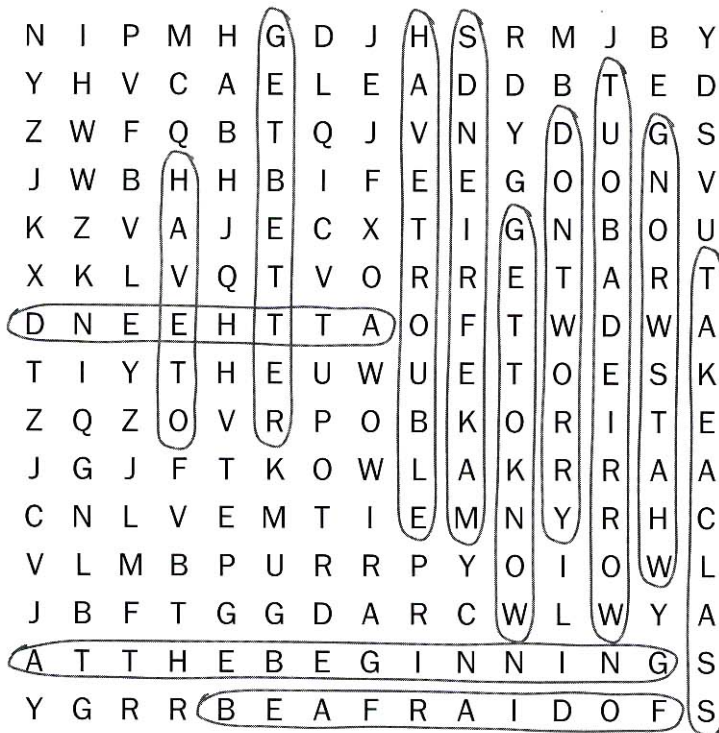 N I P M H G D J H S R M J B Y
Y H V C A E L E A D D B T E D
Z W F Q B T Q J V N Y D U G S
J W B H H B I F E E G O O N V
K Z V A J E C X T I G N B O U
X K L V Q T V O R R E T A R T
D N E E H T T A O F T W D W A
T I Y T H E U W U E T O E S K
Z Q Z O V R P O B K O R I T E
J G J F T K O W L A K R R A A
C N L V E M T I E M N Y R H C
V L M B P U R R P Y O I O W L
J B F T G G D A R C W L W Y A
A T T H E B E G I N N I N G S
Y G R R B E A F R A I D O F S